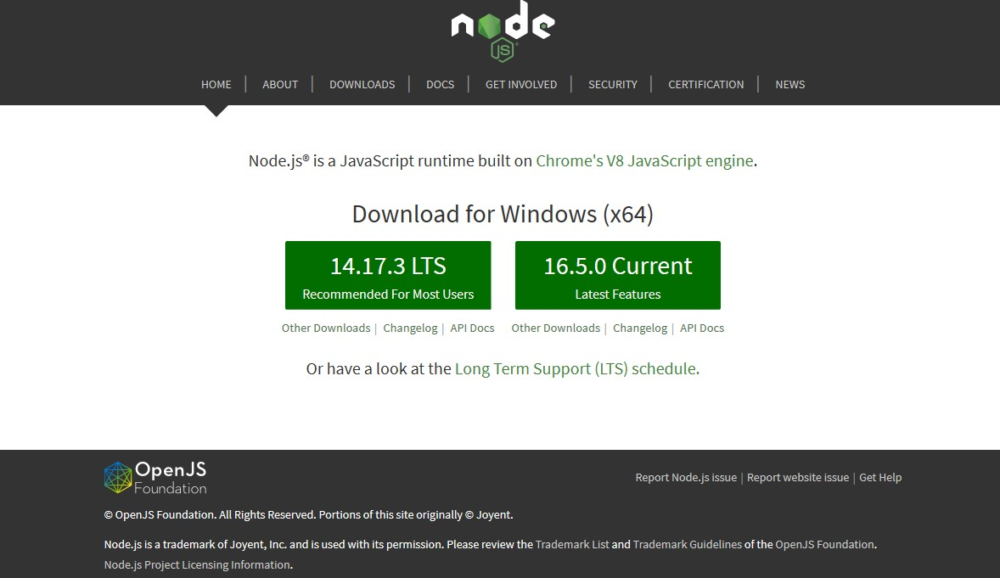 node
JS
HOME | ABOUT | DOWNLOADS | DOCS | GET INVOLVED | SECURITY | CERTIFICATION | NEWS
Node.js® is a JavaScript runtime built on Chrome's V8 JavaScript engine.
Download for Windows (x64)
14.17.3 LTS
Recommended For Most Users
16.5.0 Current
Latest Features
Other Downloads | Changelog | API Docs
Other Downloads | Changelog | API Docs
Or have a look at the Long Term Support (LTS) schedule.
OpenJS
Foundation
Report Node.js issue | Report website issue | Get Help
© OpenJS Foundation. All Rights Reserved. Portions of this site originally © Joyent.
Node.js is a trademark of Joyent, Inc. and is used with its permission. Please review the Trademark List and Trademark Guidelines of the OpenJS Foundation.
Node.js Project Licensing Information.